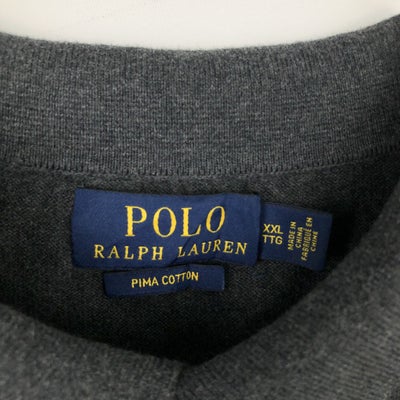 POLO
RALPH LAUREN
PIMA COTTON
XXL
TTG
MADE IN
CHINA
FABRIQUÉ EN
CHINE